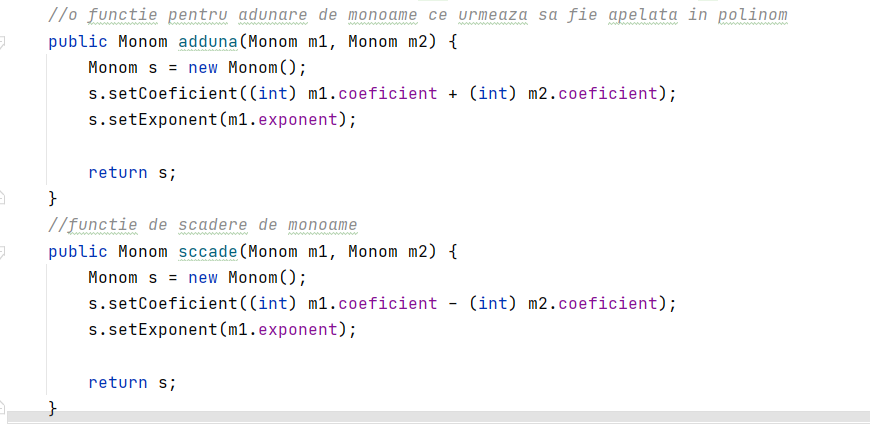 //o functie pentru adunare de monoame ce urmeaza sa fie apelata in polinom
public Monom adduna(Monom m1, Monom m2) {
Monom s = new Monom();
s.setCoeficient((int) m1.coeficient + (int) m2.coeficient);
s.setExponent(m1.exponent);
return s;
}
//functie de scadere de monoame
public Monom sccade(Monom m1, Monom m2) {
Monom s = new Monom();
s.setCoeficient((int) m1.coeficient - (int) m2.coeficient);
s.setExponent(m1.exponent);
return s;
}